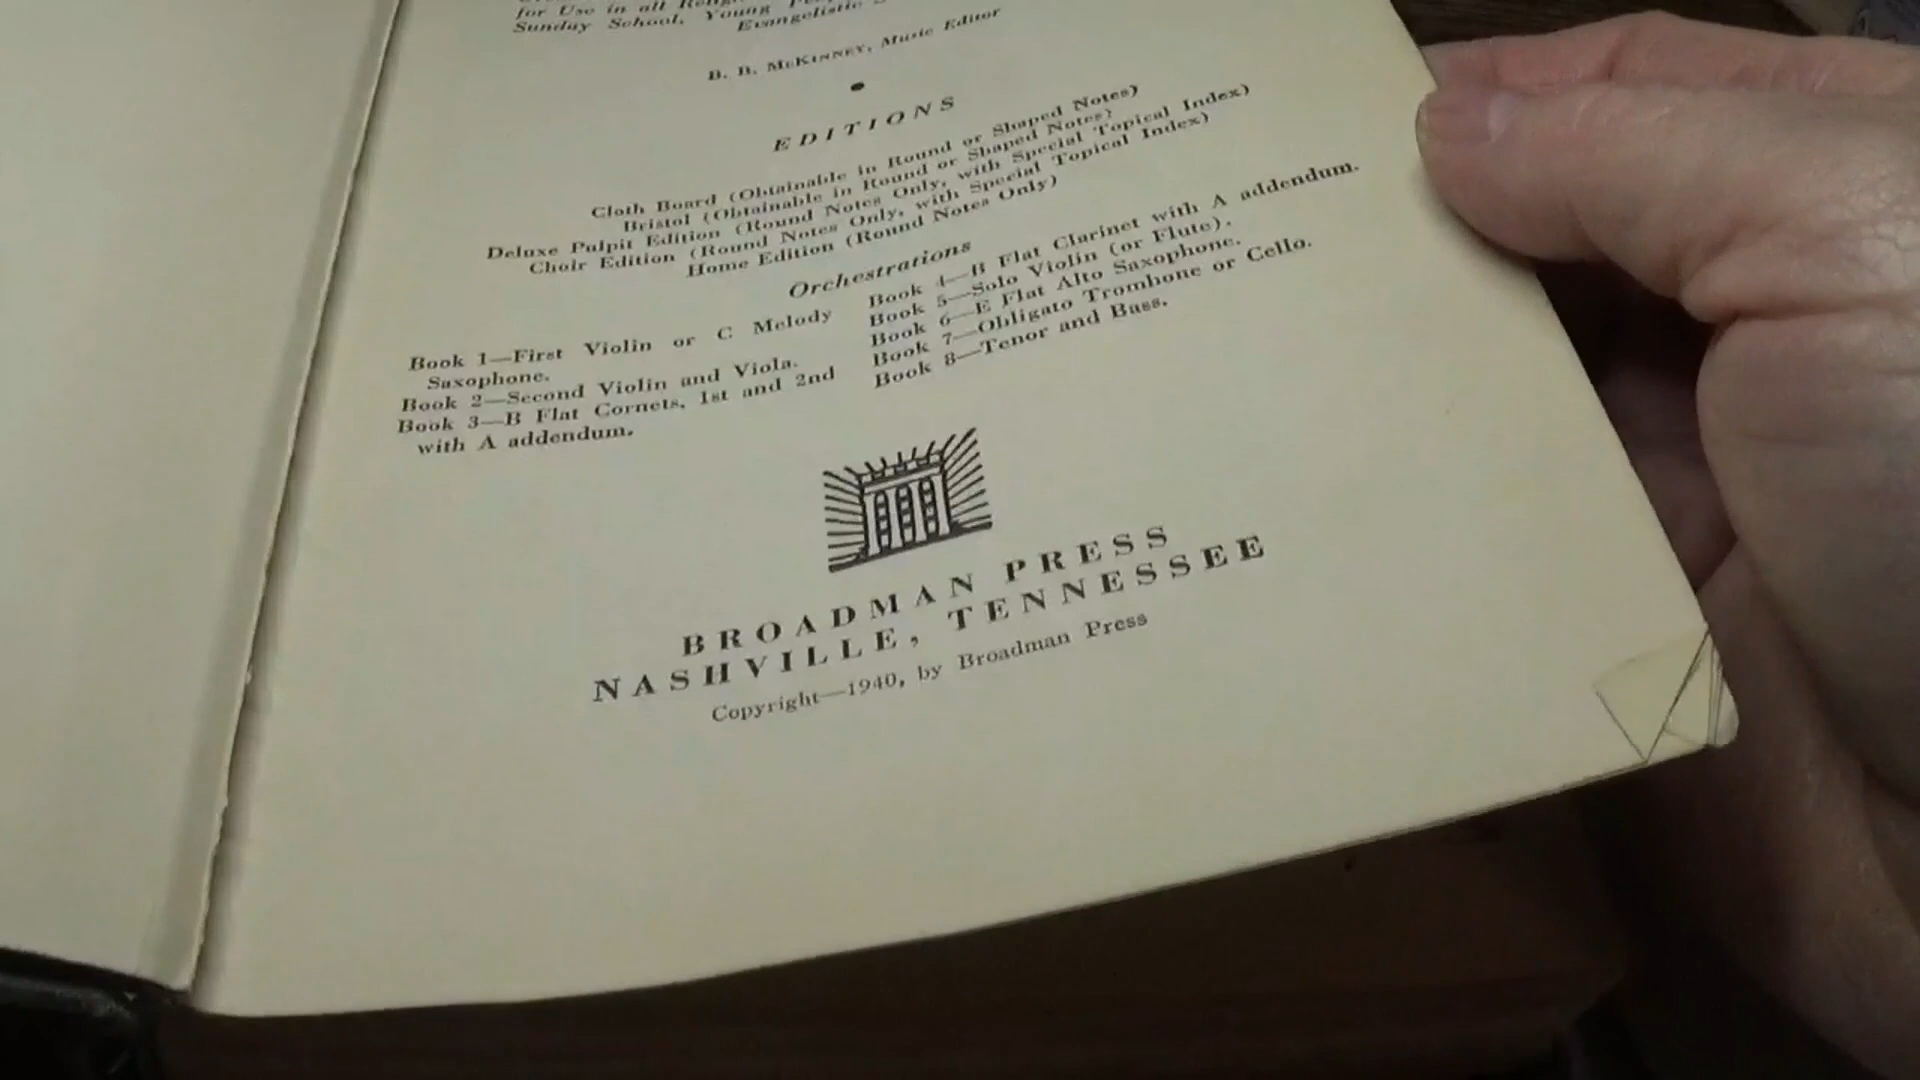 for Use in all
Sunday School, Young
Evangelistic
B. B. McKINNEY, Music Editor
EDITIONS
Cloth Board (Obtainable in Round or Shaped Notes)
Bristol (Obtainable in Round or Shaped Notes)
Deluxe Pulpit Edition (Round Notes Only, with Special Topical Index)
Choir Edition (Round Notes Only, with Special Topical Index)
Home Edition (Round Notes Only)
Orchestrations
Book 1—First Violin or C Melody
Saxophone.
Book 2—Second Violin and Viola.
Book 3—B Flat Cornets, 1st and 2nd
with A addendum.
Book 4—B Flat Clarinet with A addendum.
Book 5—Solo Violin (or Flute).
Book 6—E Flat Alto Saxophone.
Book 7—Obligato Trombone or Cello.
Book 8—Tenor and Bass.
BROADMAN PRESS
NASHVILLE, TENNESSEE
Copyright—1940, by Broadman Press